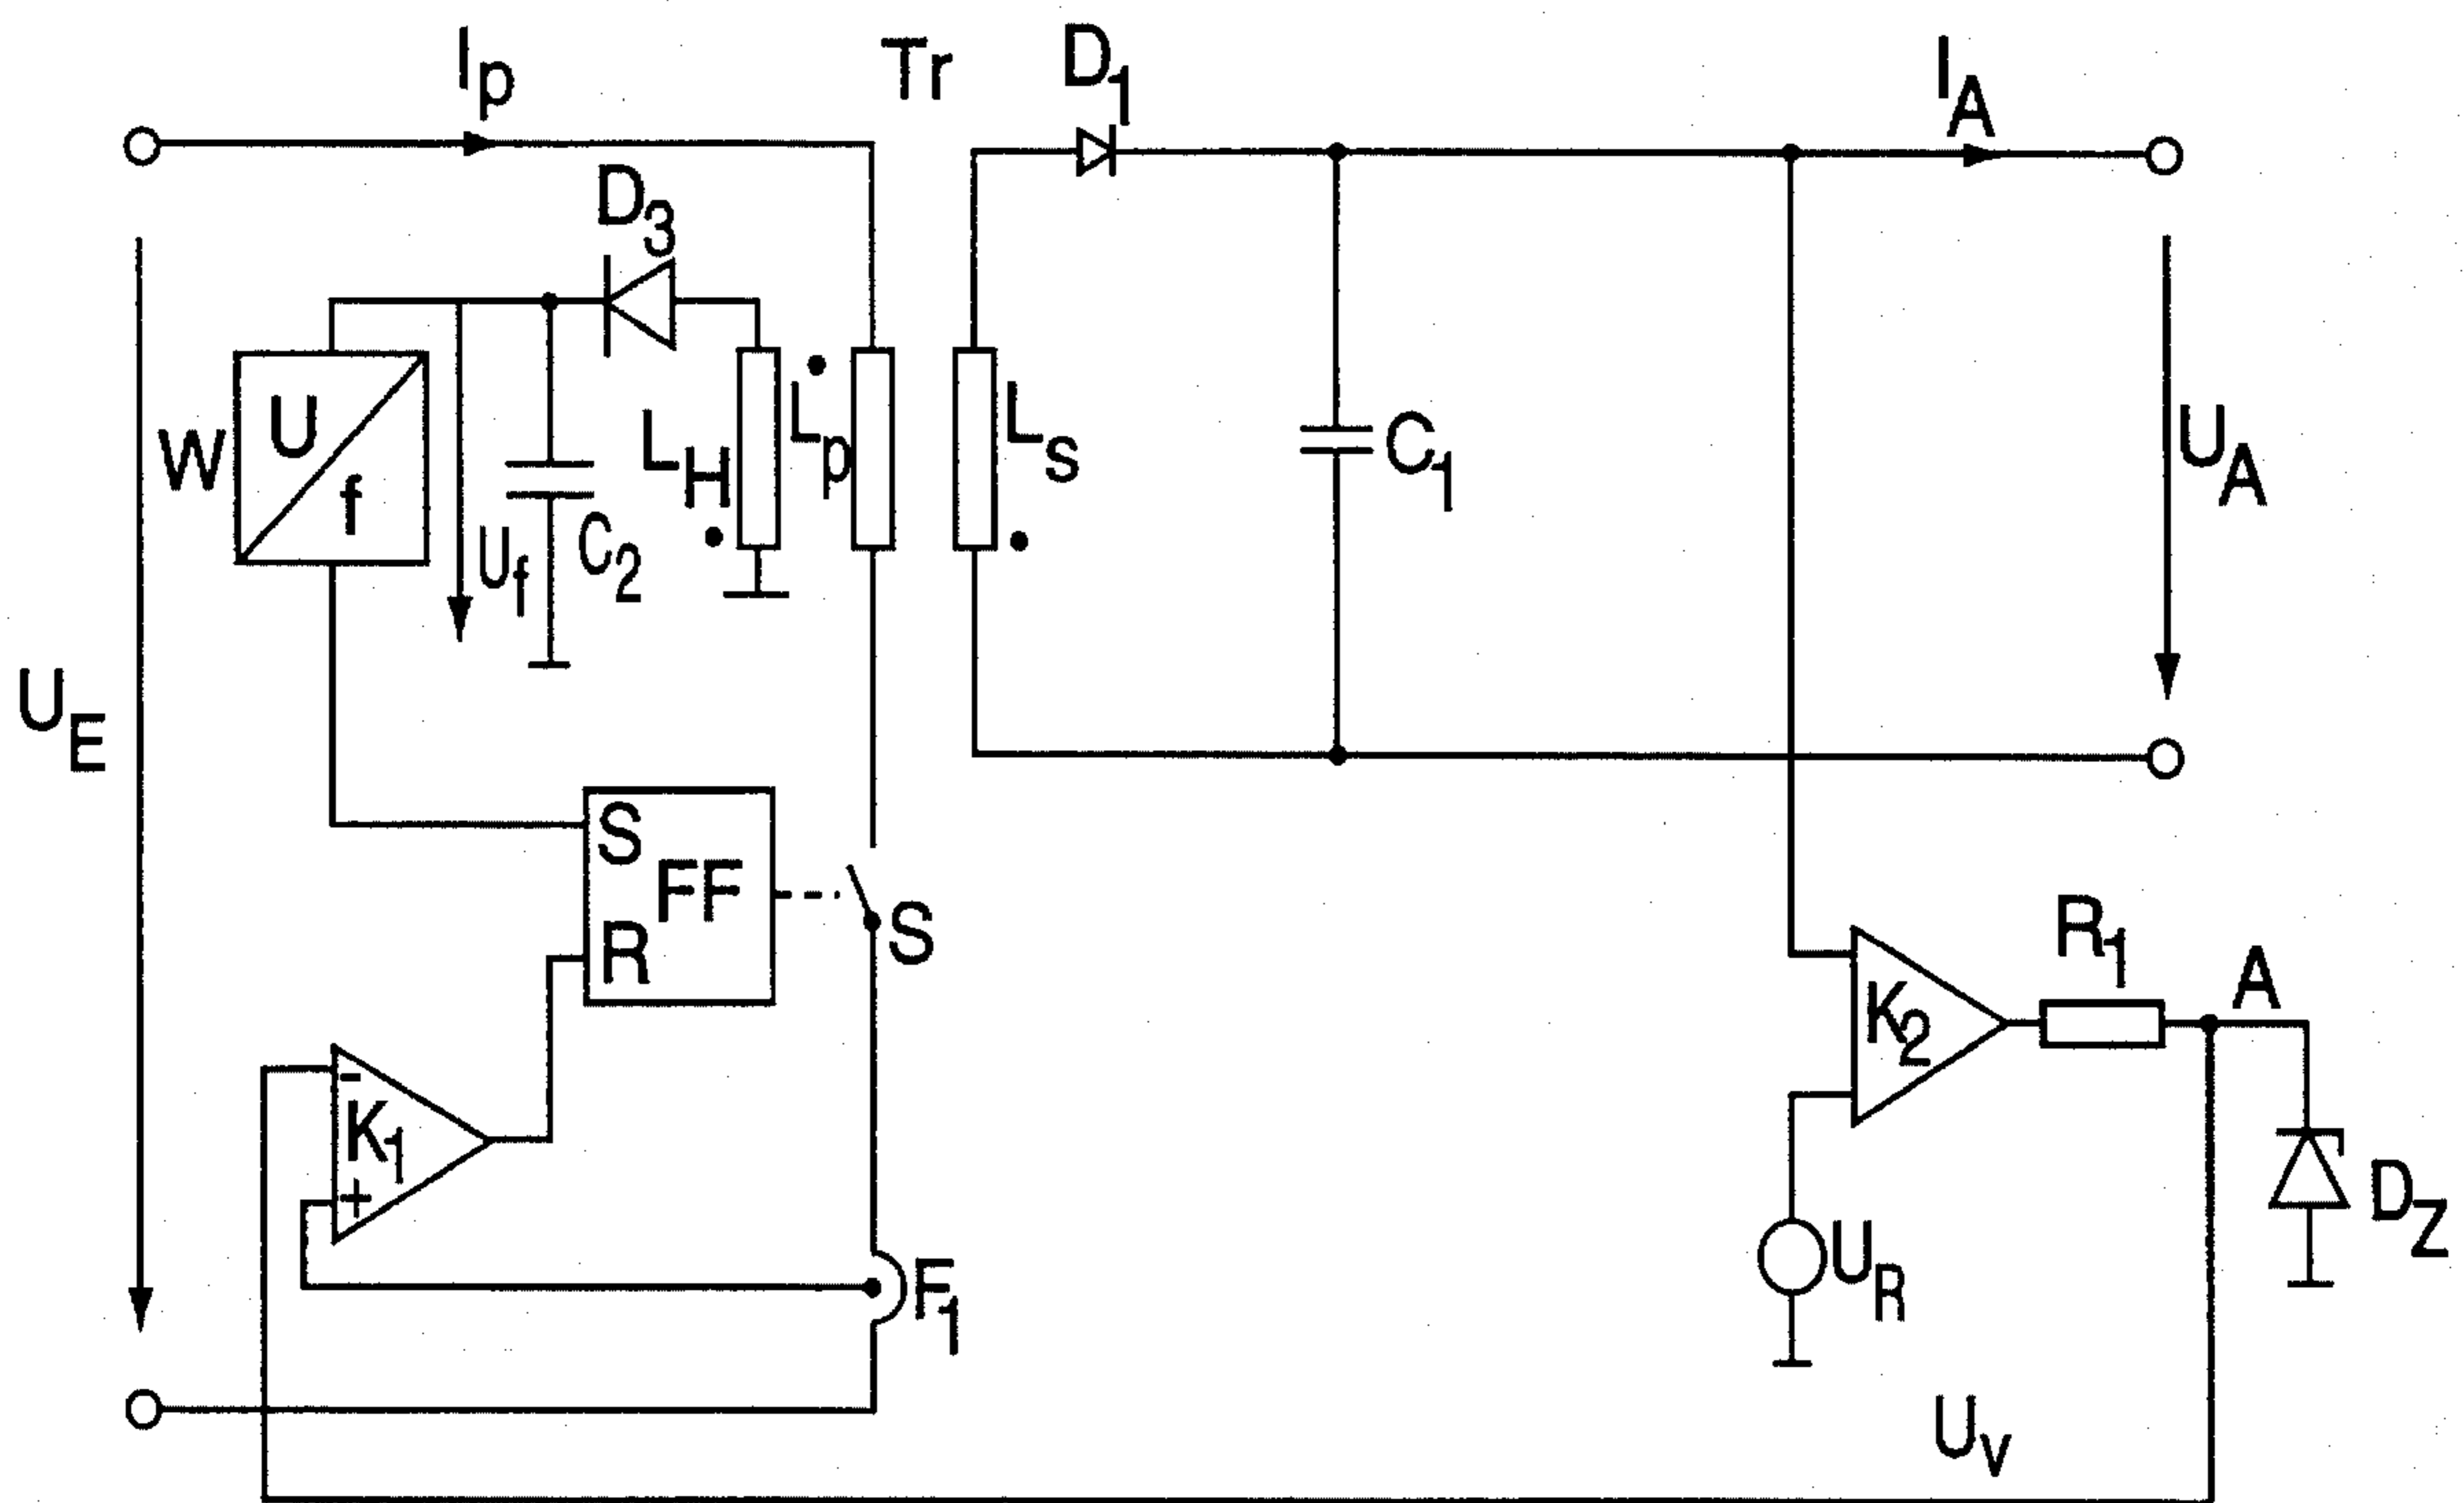 Ip
Tr
D1
IA
D3
W
U
f
Uf
C2
LH
Lp
Ls
C1
UA
UE
S
FF
R
S
R1
A
K2
-
K1
+
F1
UR
DZ
Uv